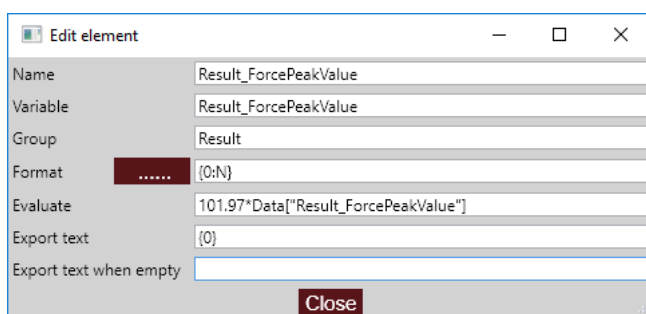 Edit element
Name Result_ForcePeakValue
Variable Result_ForcePeakValue
Group Result
Format ...... {0:N}
Evaluate 101.97*Data["Result_ForcePeakValue"]
Export text {0}
Export text when empty
Close